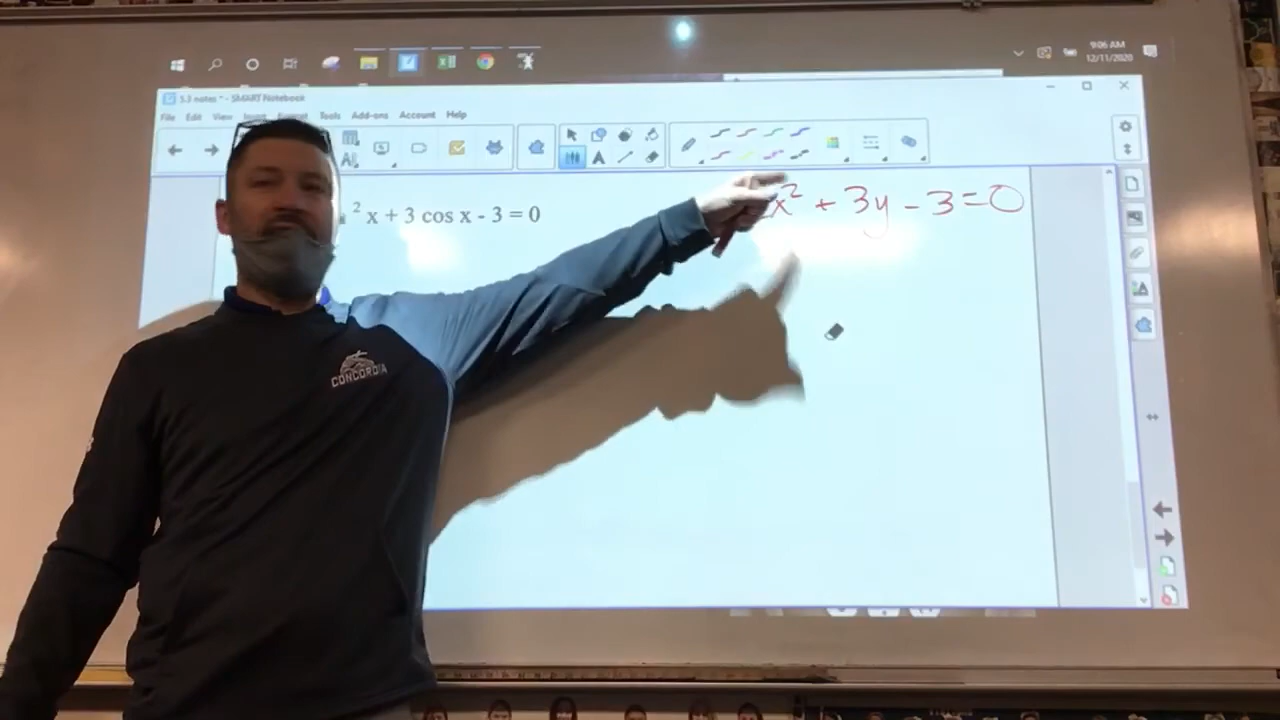 9:06 AM
12/11/2020
5.3 notes * - SMART Notebook
File Edit View Insert Format Tools Add-ons Account Help
² x + 3 cos x - 3 = 0
x² + 3y - 3 = 0
CONCORDIA